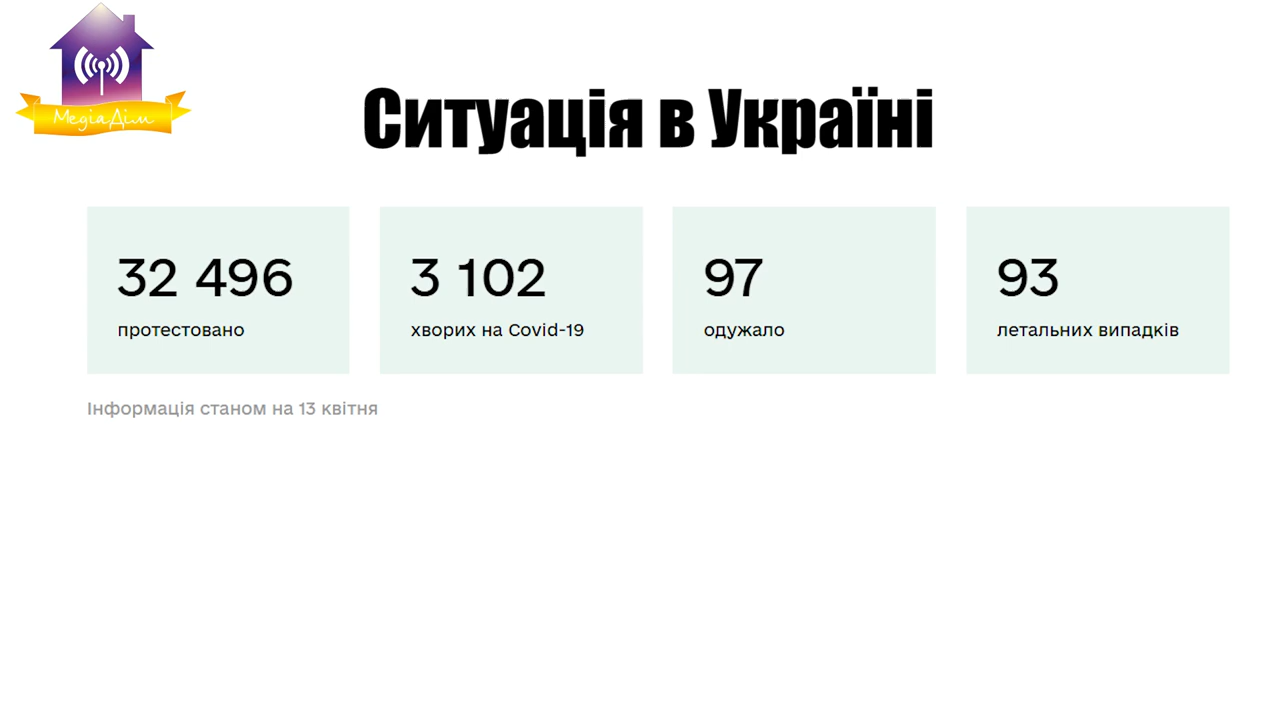 МедіаДім
Ситуація в Україні
32 496
протестовано
3 102
хворих на Covid-19
97
одужало
93
летальних випадків
Інформація станом на 13 квітня